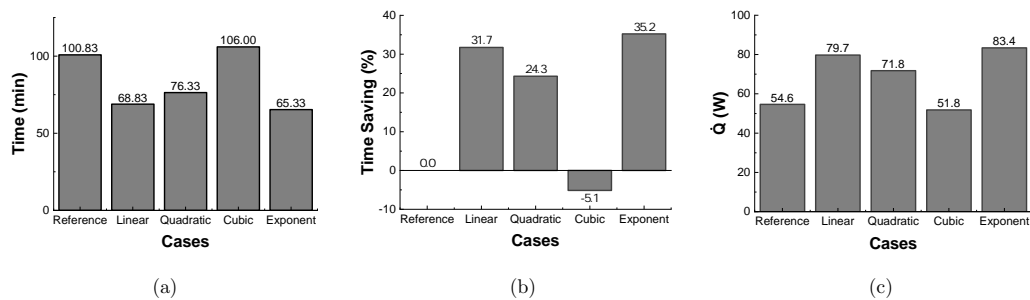 Time (min)
100
50
0
100.83
68.83
76.33
106.00
65.33
Reference Linear Quadratic Cubic Exponent
Cases
(a)
Time Saving (%)
40
30
20
10
0
-10
0.0
31.7
24.3
-5.1
35.2
Reference Linear Quadratic Cubic Exponent
Cases
(b)
Q̇ (W)
100
80
60
40
20
0
54.6
79.7
71.8
51.8
83.4
Reference Linear Quadratic Cubic Exponent
Cases
(c)